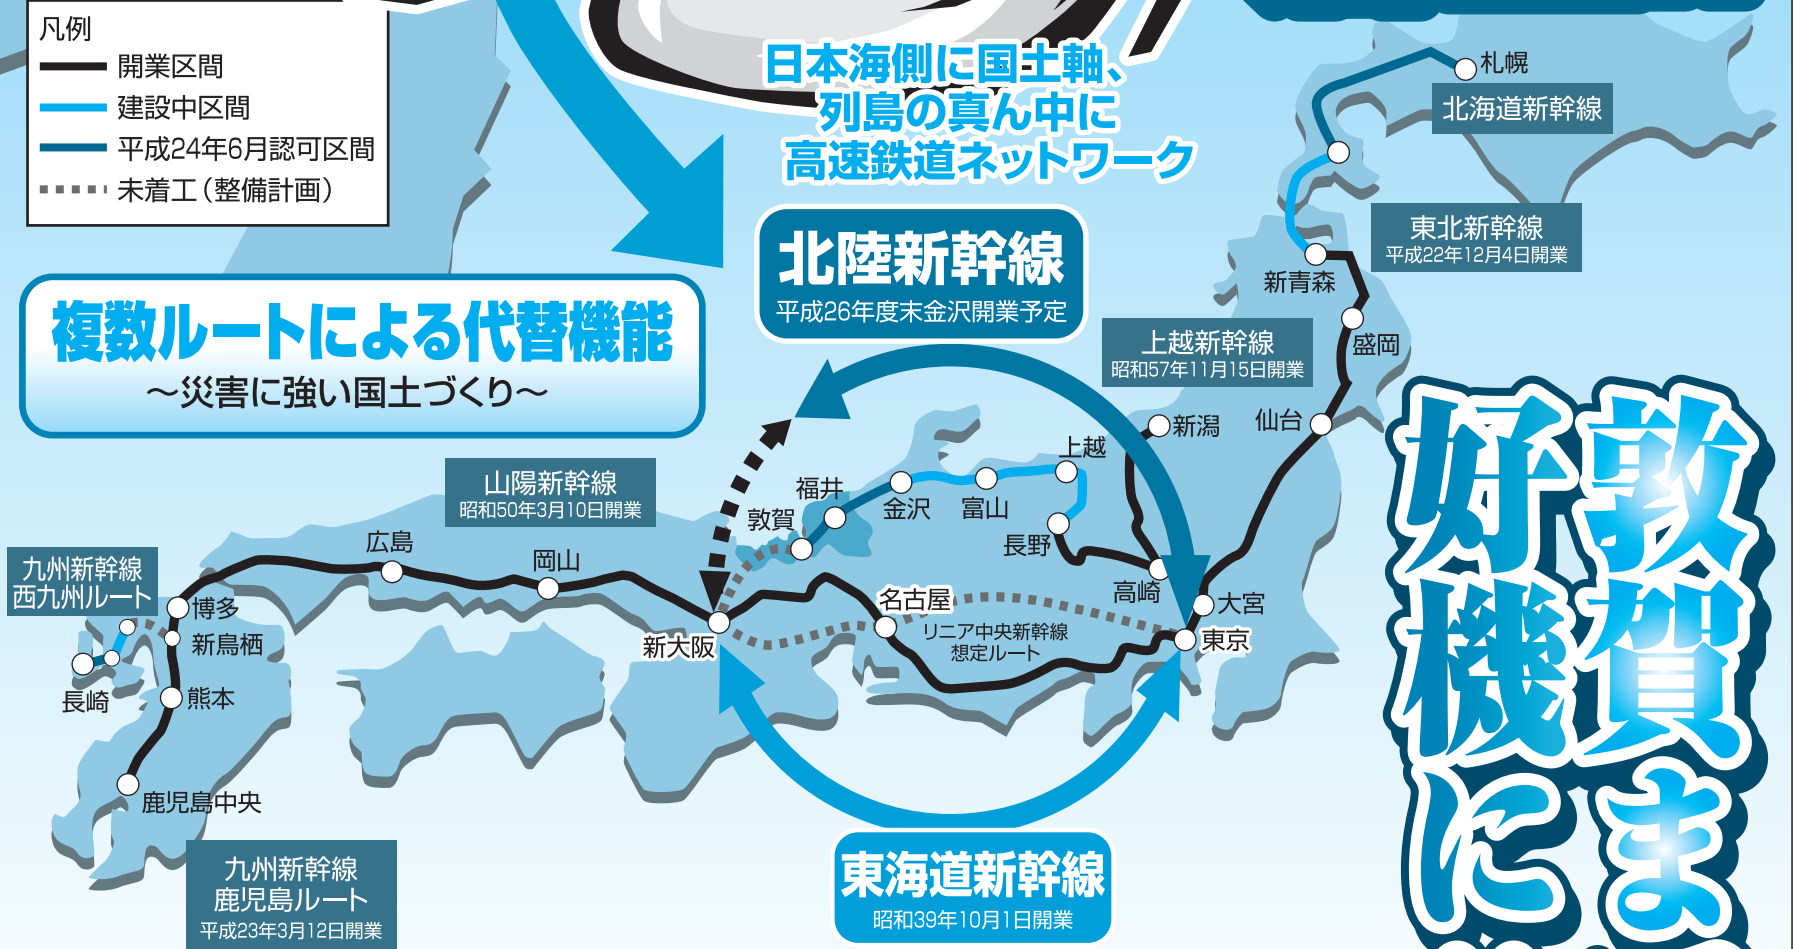 凡例
開業区間
建設中区間
平成24年6月認可区間
未着工（整備計画）
日本海側に国土軸、
列島の真ん中に
高速鉄道ネットワーク
北陸新幹線
平成26年度末金沢開業予定
複数ルートによる代替機能
～災害に強い国土づくり～
札幌
北海道新幹線
東北新幹線
平成22年12月4日開業
新青森
盛岡
上越新幹線
昭和57年11月15日開業
新潟
仙台
上越
福井
金沢
富山
敦賀
長野
高崎
大宮
東京
名古屋
リニア中央新幹線
想定ルート
新大阪
山陽新幹線
昭和50年3月10日開業
広島
岡山
九州新幹線
西九州ルート
博多
新鳥栖
長崎
熊本
鹿児島中央
九州新幹線
鹿児島ルート
平成23年3月12日開業
東海道新幹線
昭和39年10月1日開業
敦賀ま
好機に